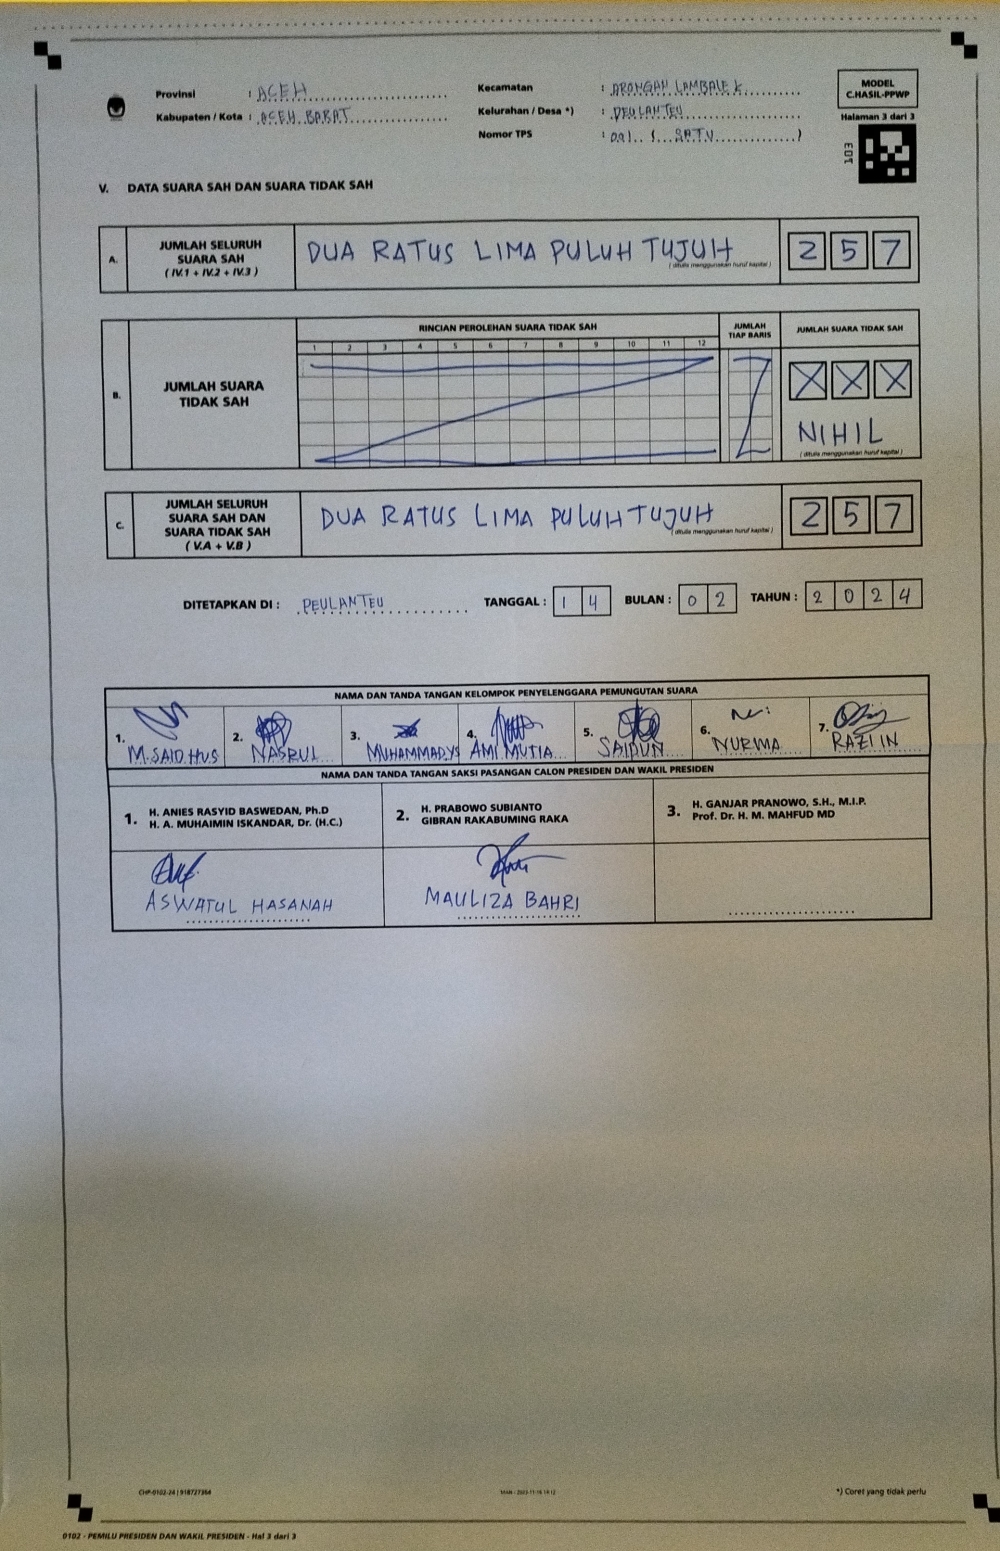 Provinsi : ACEH
Kabupaten / Kota : ACEH BARAT
Kecamatan : ARONGAN LAMBALEK
Kelurahan / Desa *) : PEULANTEU
Nomor TPS : 001 ( SATU )
MODEL
C.HASIL-PPWP
Halaman 3 dari 3
E01
V. DATA SUARA SAH DAN SUARA TIDAK SAH
A. JUMLAH SELURUH SUARA SAH ( IV.1 + IV.2 + IV.3 )
DUA RATUS LIMA PULUH TUJUH 2 5 7
( ditulis menggunakan huruf kapital )
RINCIAN PEROLEHAN SUARA TIDAK SAH
JUMLAH TIAP BARIS
JUMLAH SUARA TIDAK SAH
1 2 3 4 5 6 7 8 9 10 11 12
B. JUMLAH SUARA TIDAK SAH
X X X
NIHIL
( ditulis menggunakan huruf kapital )
C. JUMLAH SELURUH SUARA SAH DAN SUARA TIDAK SAH ( V.A + V.B )
DUA RATUS LIMA PULUH TUJUH 2 5 7
( ditulis menggunakan huruf kapital )
DITETAPKAN DI : PEULANTEU TANGGAL : 1 4 BULAN : 0 2 TAHUN : 2 0 2 4
NAMA DAN TANDA TANGAN KELOMPOK PENYELENGGARA PEMUNGUTAN SUARA
1. M. SAID HUS
2. NASRUL
3. MUHAMMAD YS
4. AMI MUTIA
5. SAIPUN
6. NURMA
7. RAZIIN
NAMA DAN TANDA TANGAN SAKSI PASANGAN CALON PRESIDEN DAN WAKIL PRESIDEN
1. H. ANIES RASYID BASWEDAN, Ph.D
H. A. MUHAIMIN ISKANDAR, Dr. (H.C.)
2. H. PRABOWO SUBIANTO
GIBRAN RAKABUMING RAKA
3. H. GANJAR PRANOWO, S.H., M.I.P.
Prof. Dr. H. M. MAHFUD MD
ASWATUL HASANAH
MAULIZA BAHRI
CHP-0102-24 | 918727364
*) Coret yang tidak perlu
0102 - PEMILU PRESIDEN DAN WAKIL PRESIDEN - Hal 3 dari 3